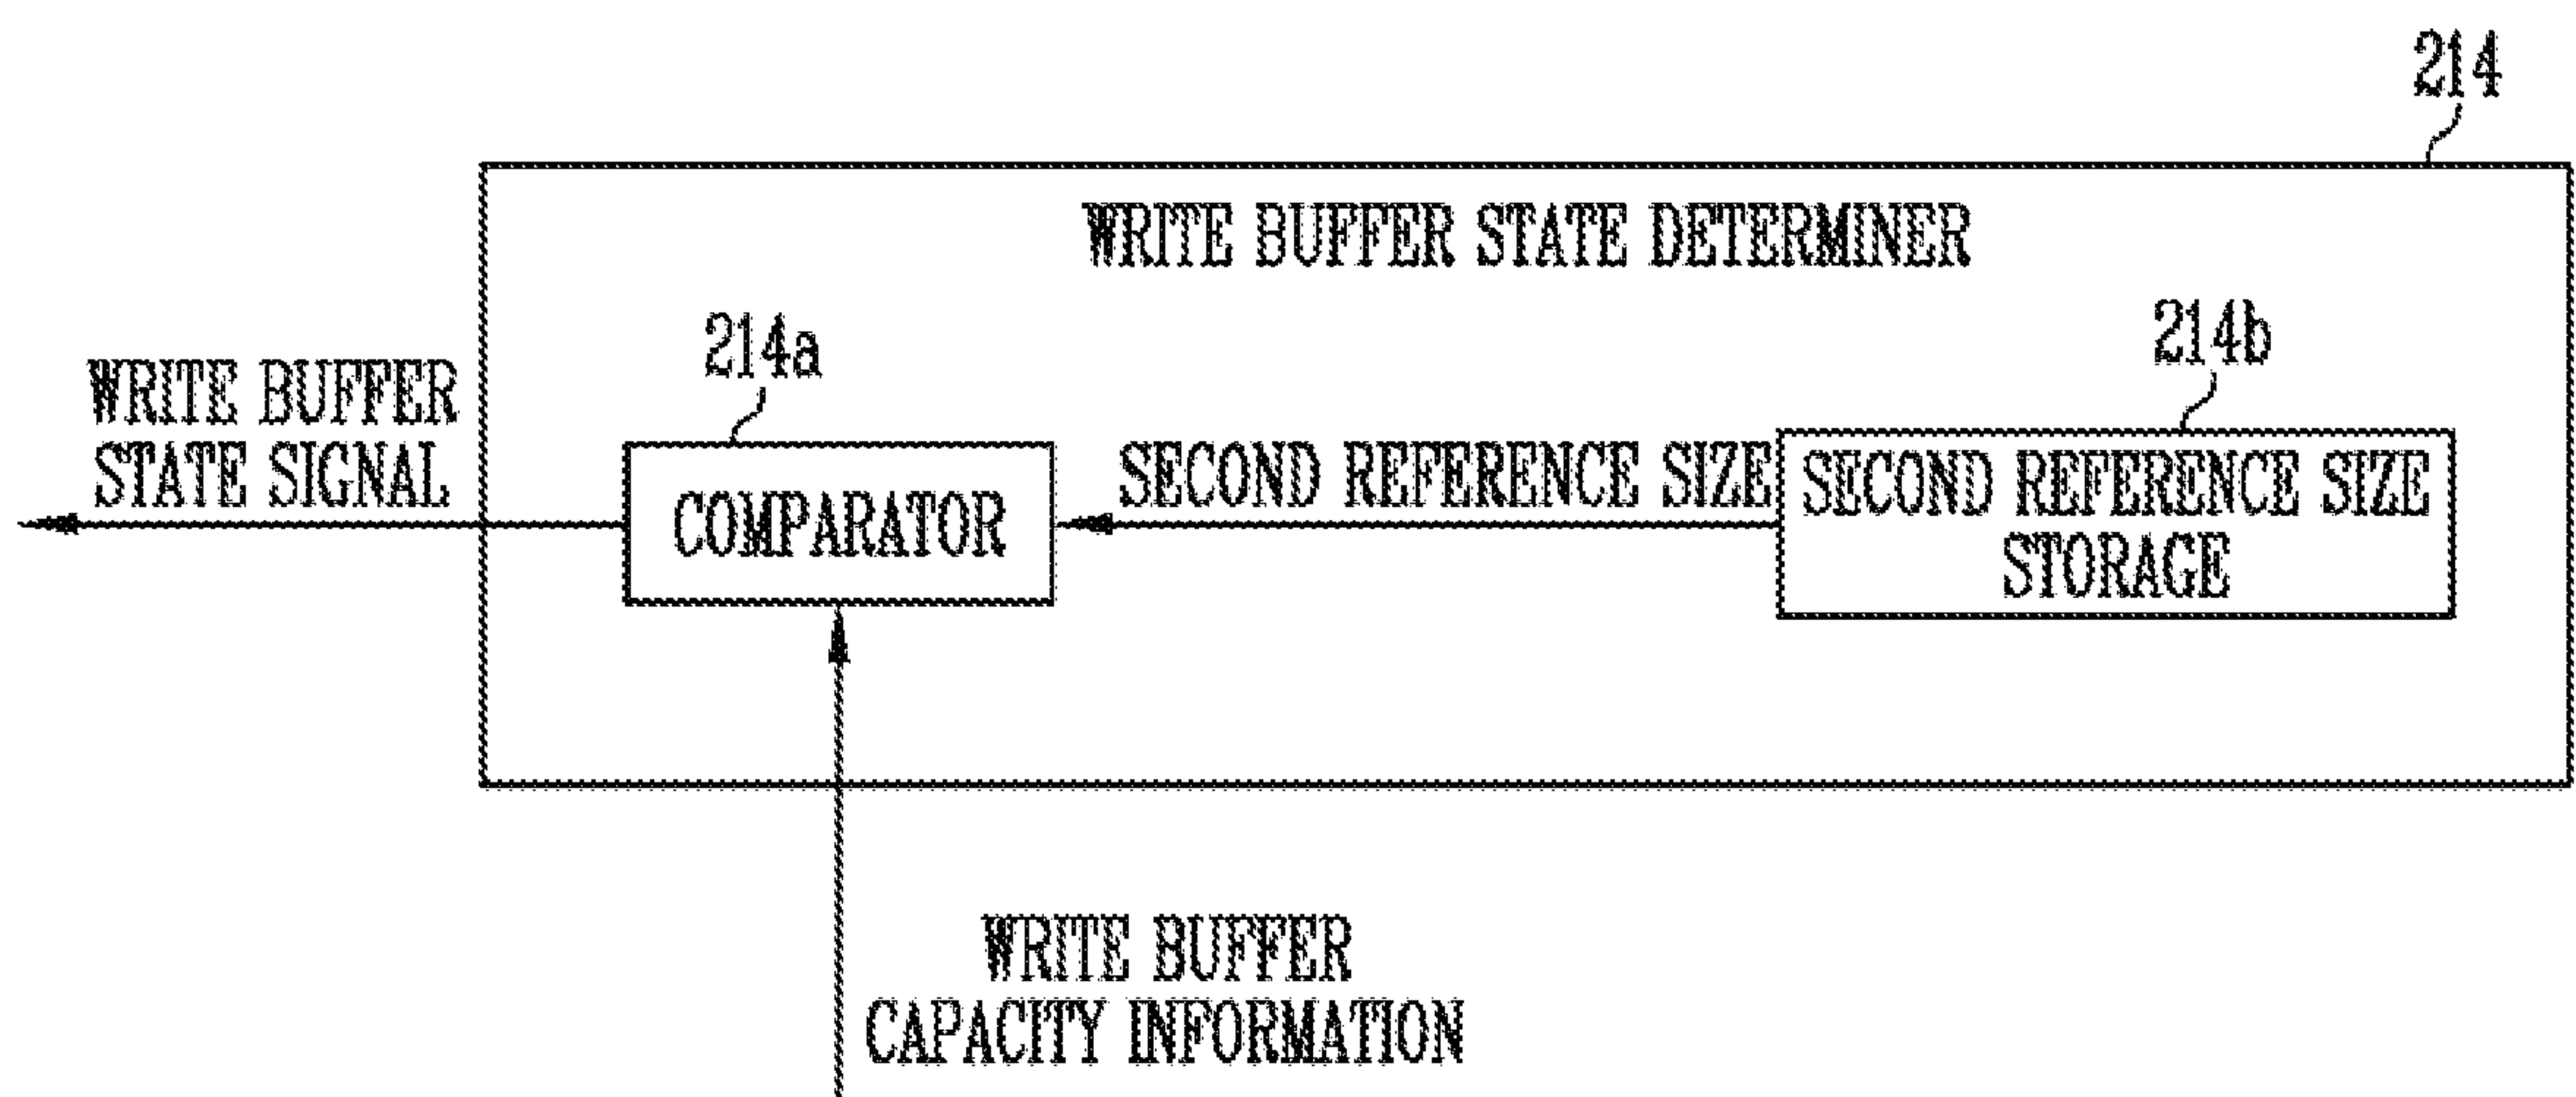 214
WRITE BUFFER STATE DETERMINER
214a
214b
WRITE BUFFER
STATE SIGNAL
COMPARATOR
SECOND REFERENCE SIZE
SECOND REFERENCE SIZE
STORAGE
WRITE BUFFER
CAPACITY INFORMATION